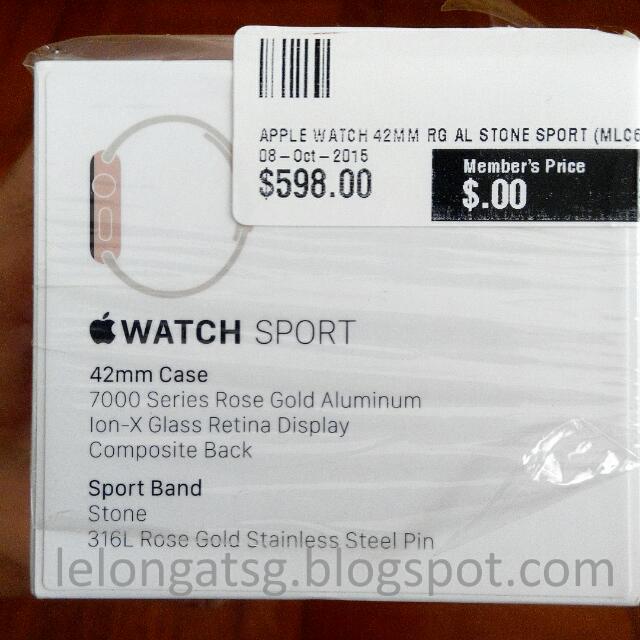 APPLE WATCH 42MM RG AL STONE SPORT (MLC6
08-Oct-2015
$598.00
Member's Price
$.00
WATCH SPORT
42mm Case
7000 Series Rose Gold Aluminum
Ion-X Glass Retina Display
Composite Back
Sport Band
Stone
316L Rose Gold Stainless Steel Pin
lelongatsg.blogspot.com